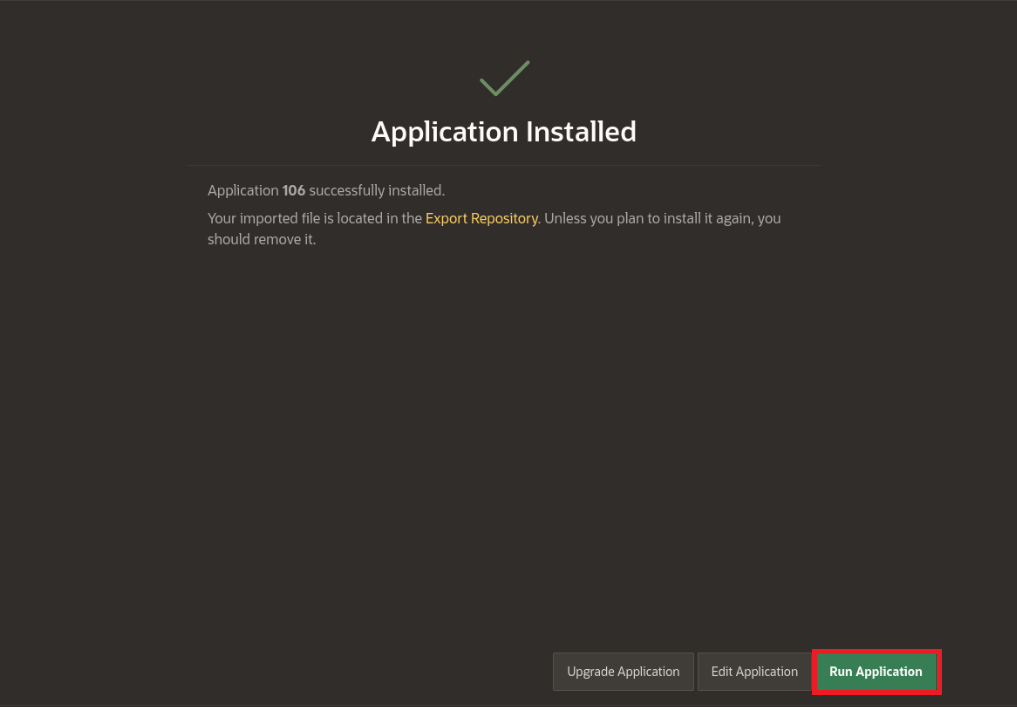 Application Installed
Application 106 successfully installed.
Your imported file is located in the Export Repository. Unless you plan to install it again, you
should remove it.
Upgrade Application
Edit Application
Run Application